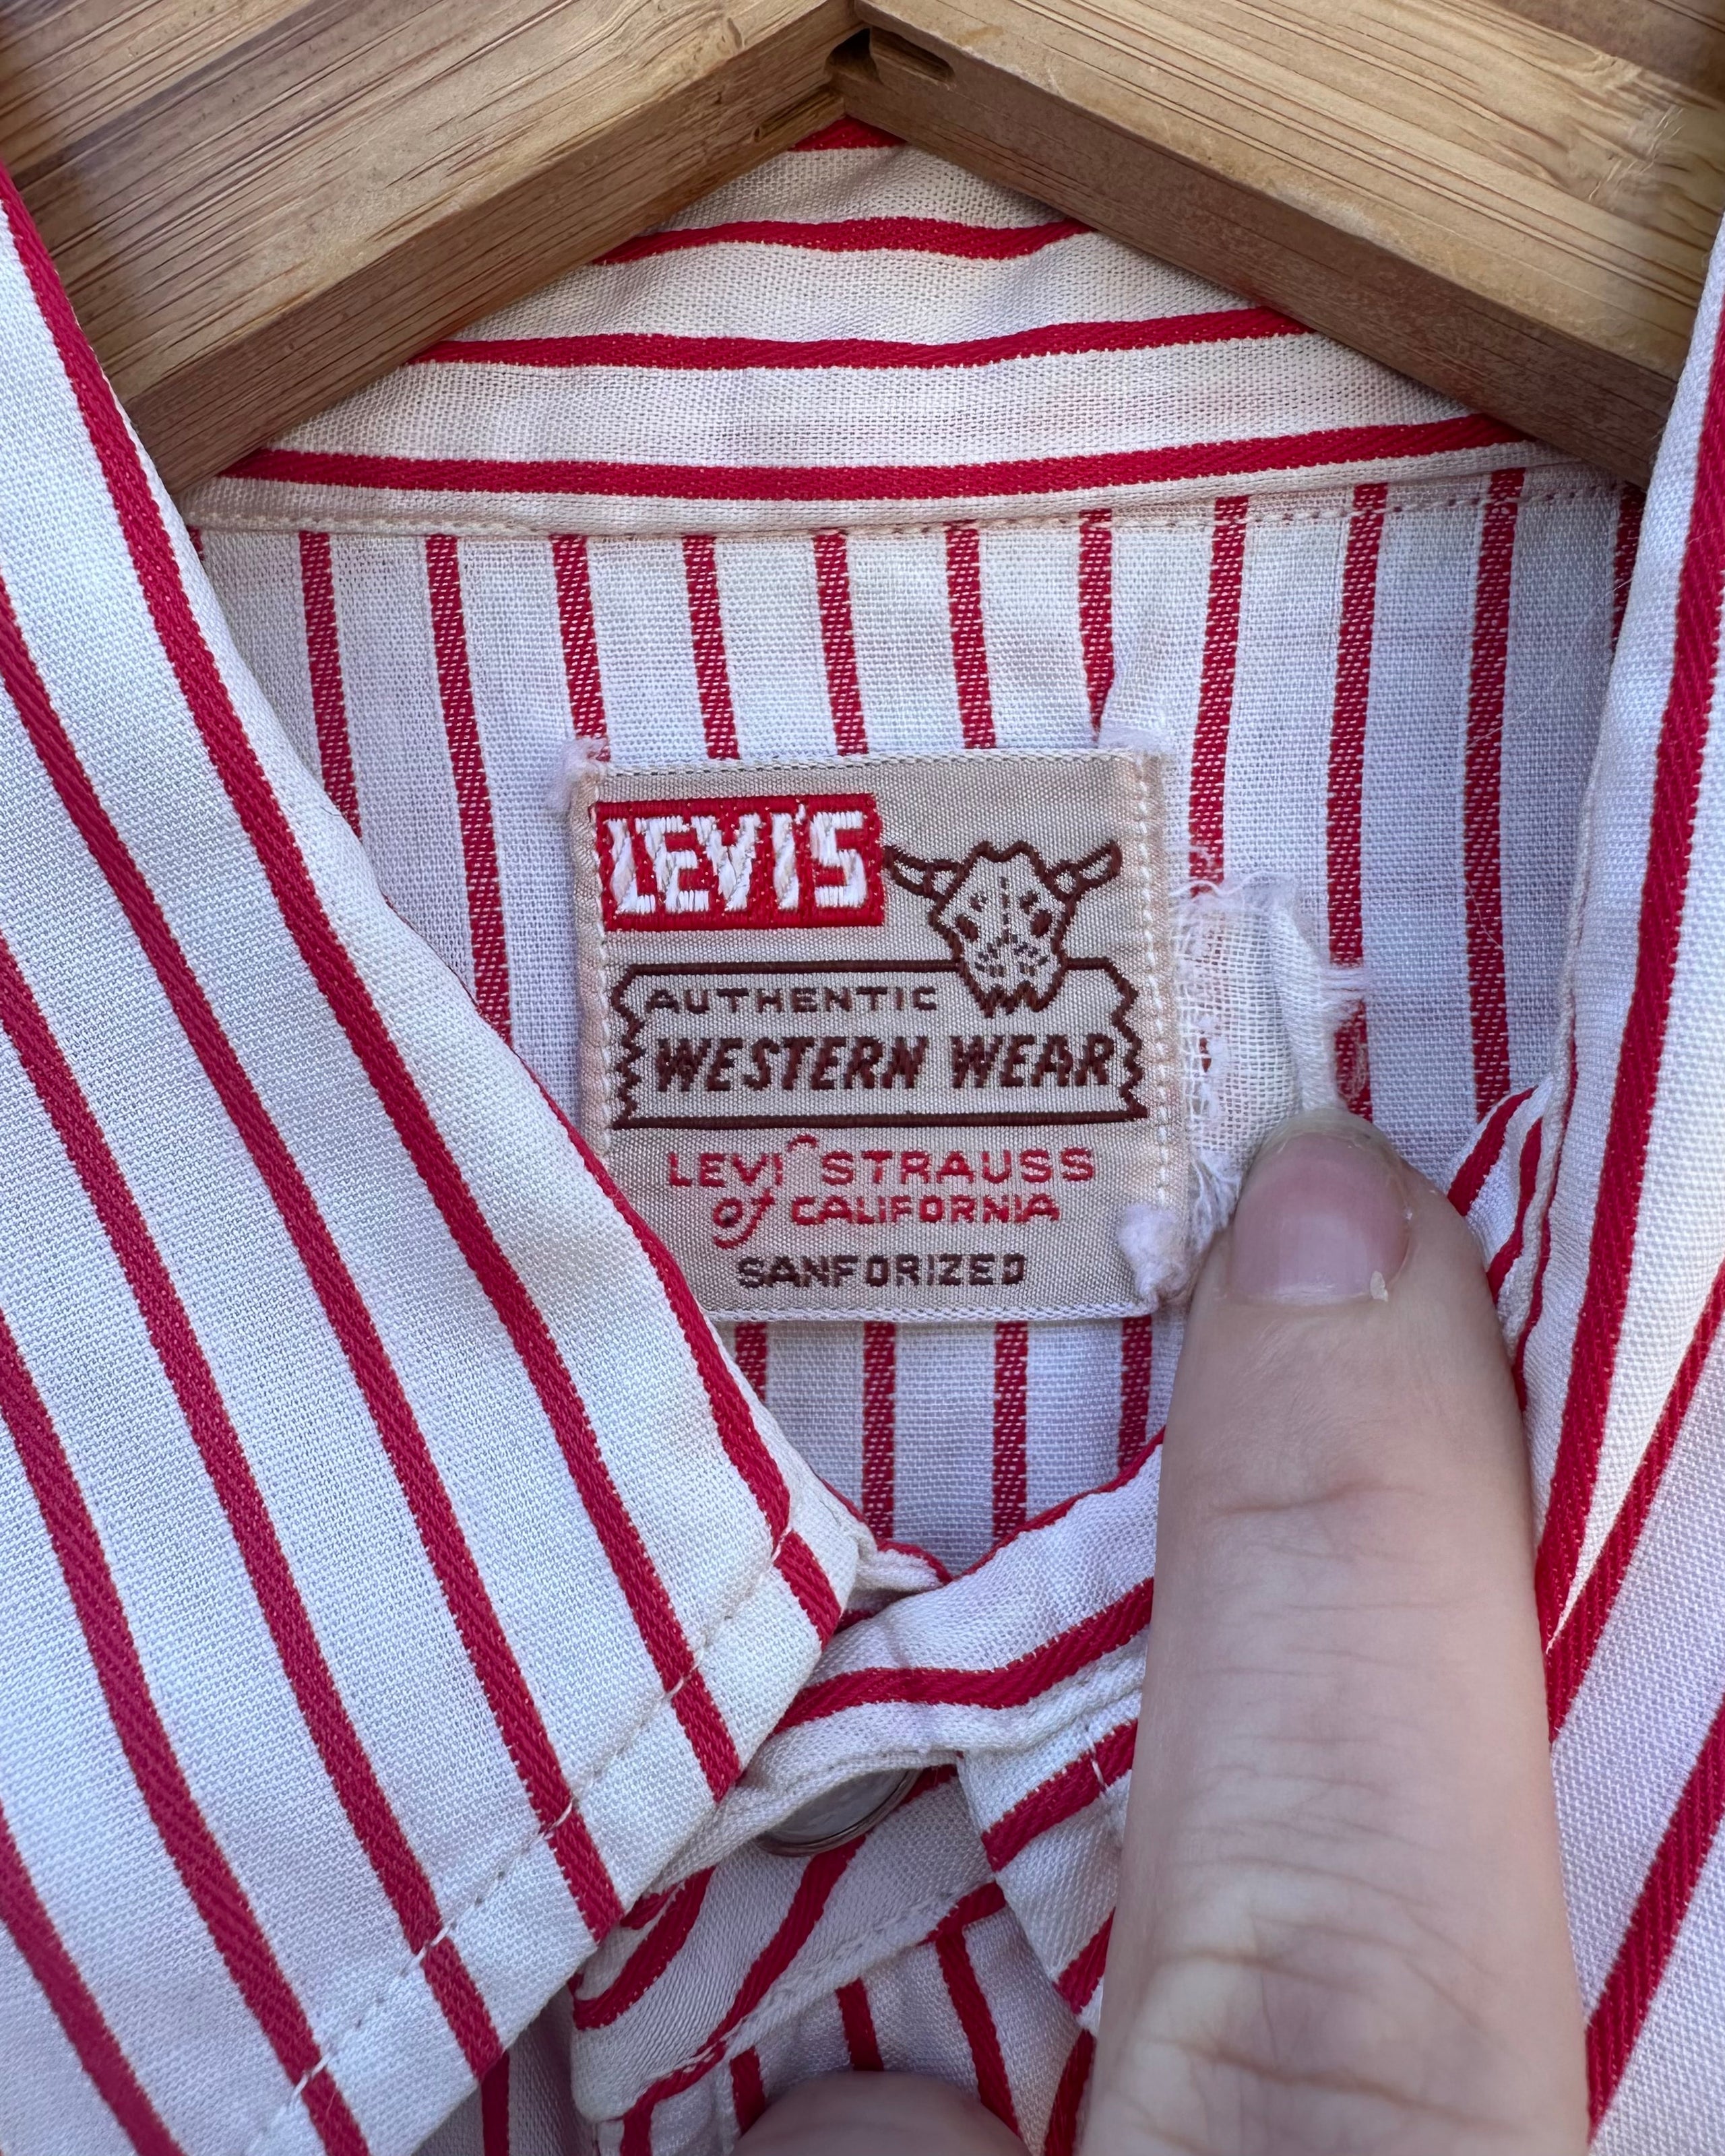 LEVI'S
AUTHENTIC
WESTERN WEAR
LEVI STRAUSS
of CALIFORNIA
SANFORIZED